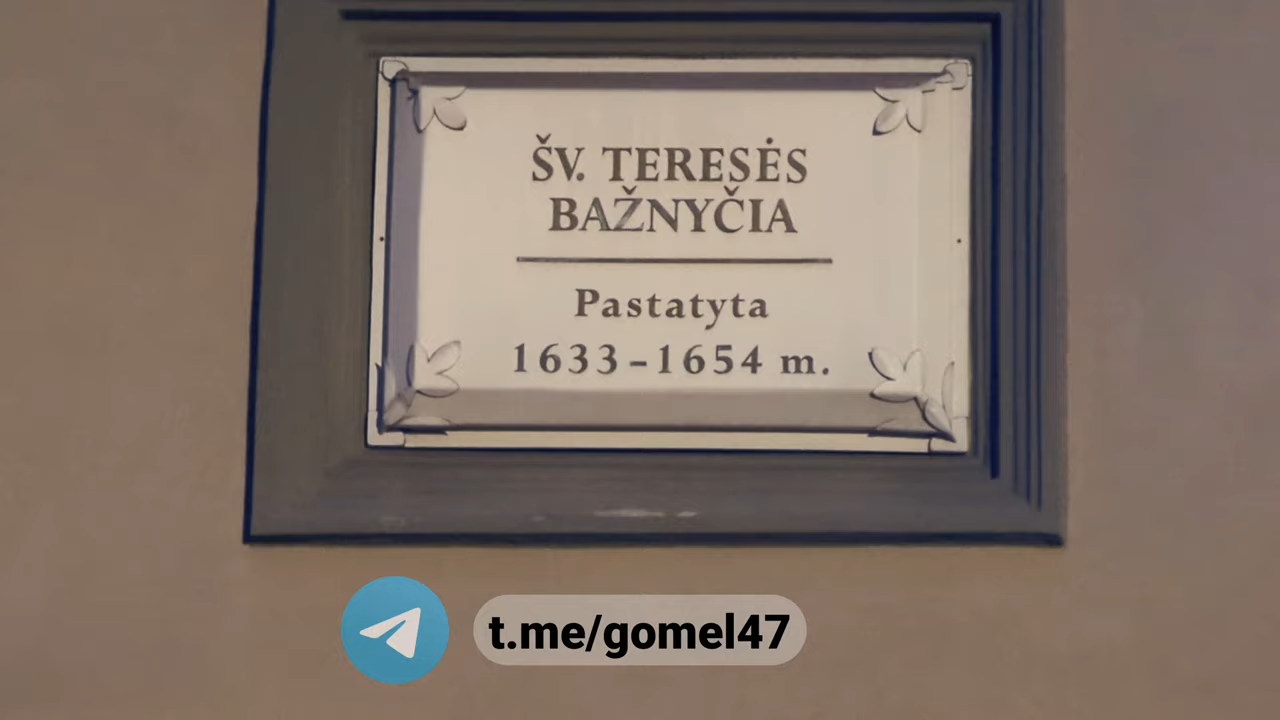 ŠV. TERESĖS
BAŽNYČIA
Pastatyta
1633–1654 m.
t.me/gomel47